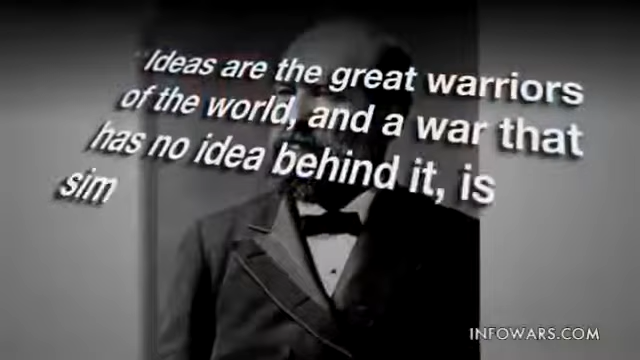 "Ideas are the great warriors
of the world, and a war that
has no idea behind it, is
sim
INFOWARS.COM